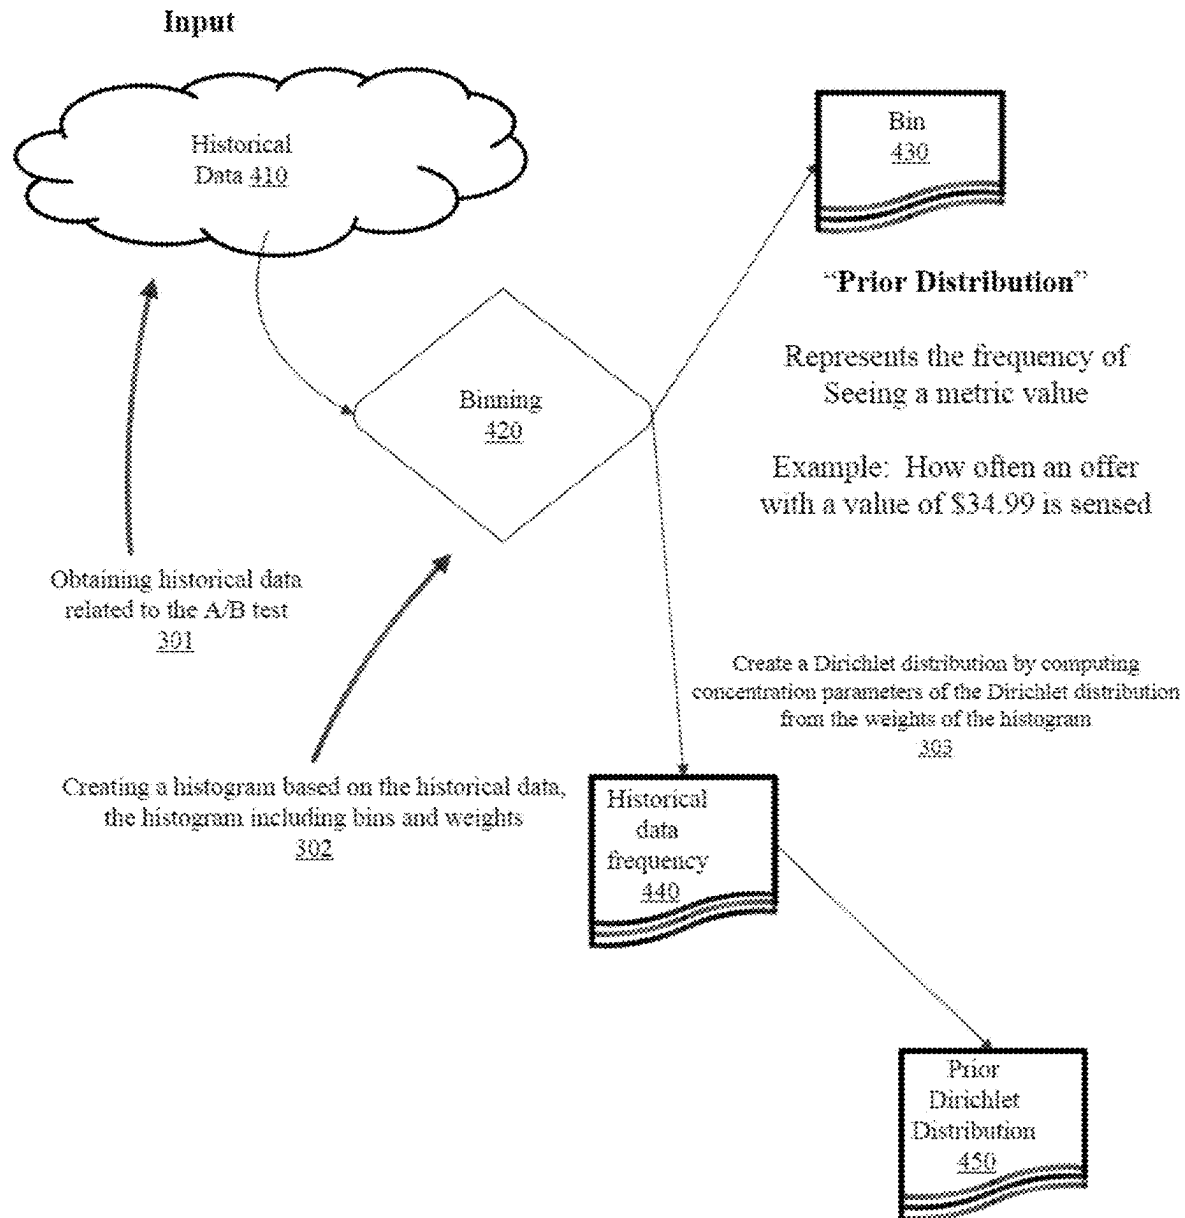 Input
Historical
Data 410
Bin
430
“Prior Distribution”
Represents the frequency of
Seeing a metric value
Example: How often an offer
with a value of $34.99 is sensed
Binning
420
Obtaining historical data
related to the A/B test
301
Create a Dirichlet distribution by computing
concentration parameters of the Dirichlet distribution
from the weights of the histogram
303
Creating a histogram based on the historical data,
the histogram including bins and weights
302
Historical
data
frequency
440
Prior
Dirichlet
Distribution
450